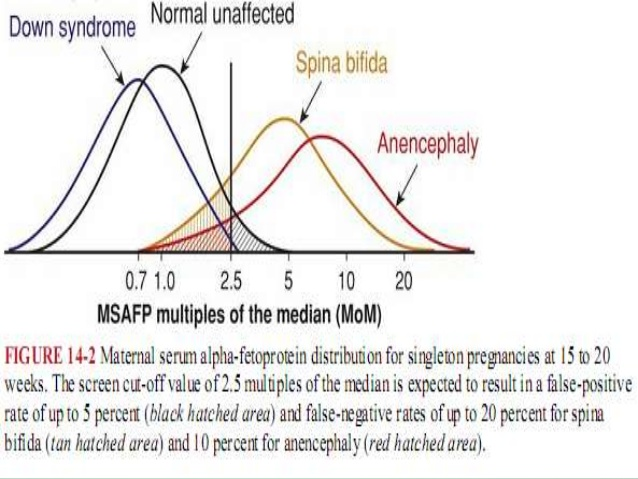 Down syndrome
Normal unaffected
Spina bifida
Anencephaly
0.7 1.0 2.5 5 10 20
MSAFP multiples of the median (MoM)
FIGURE 14-2 Maternal serum alpha-fetoprotein distribution for singleton pregnancies at 15 to 20
weeks. The screen cut-off value of 2.5 multiples of the median is expected to result in a false-positive
rate of up to 5 percent (black hatched area) and false-negative rates of up to 20 percent for spina
bifida (tan hatched area) and 10 percent for anencephaly (red hatched area).